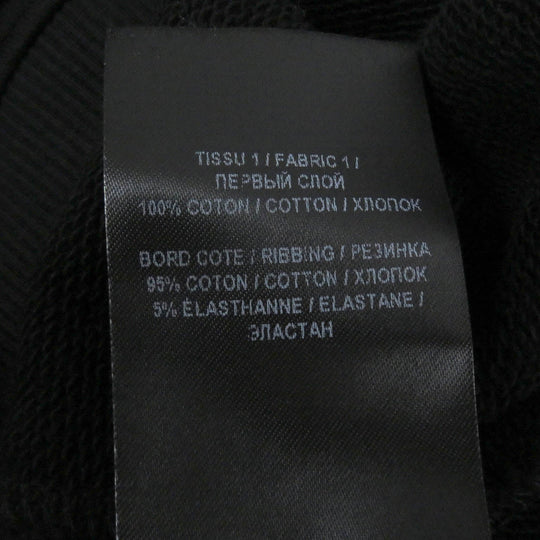 TISSU 1 / FABRIC 1 /
ПЕРВЫЙ СЛОЙ
100% COTON / COTTON / ХЛОПОК
BORD COTE / RIBBING / РЕЗИНКА
95% COTON / COTTON / ХЛОПОК
5% ELASTHANNE / ELASTANE /
ЭЛАСТАН